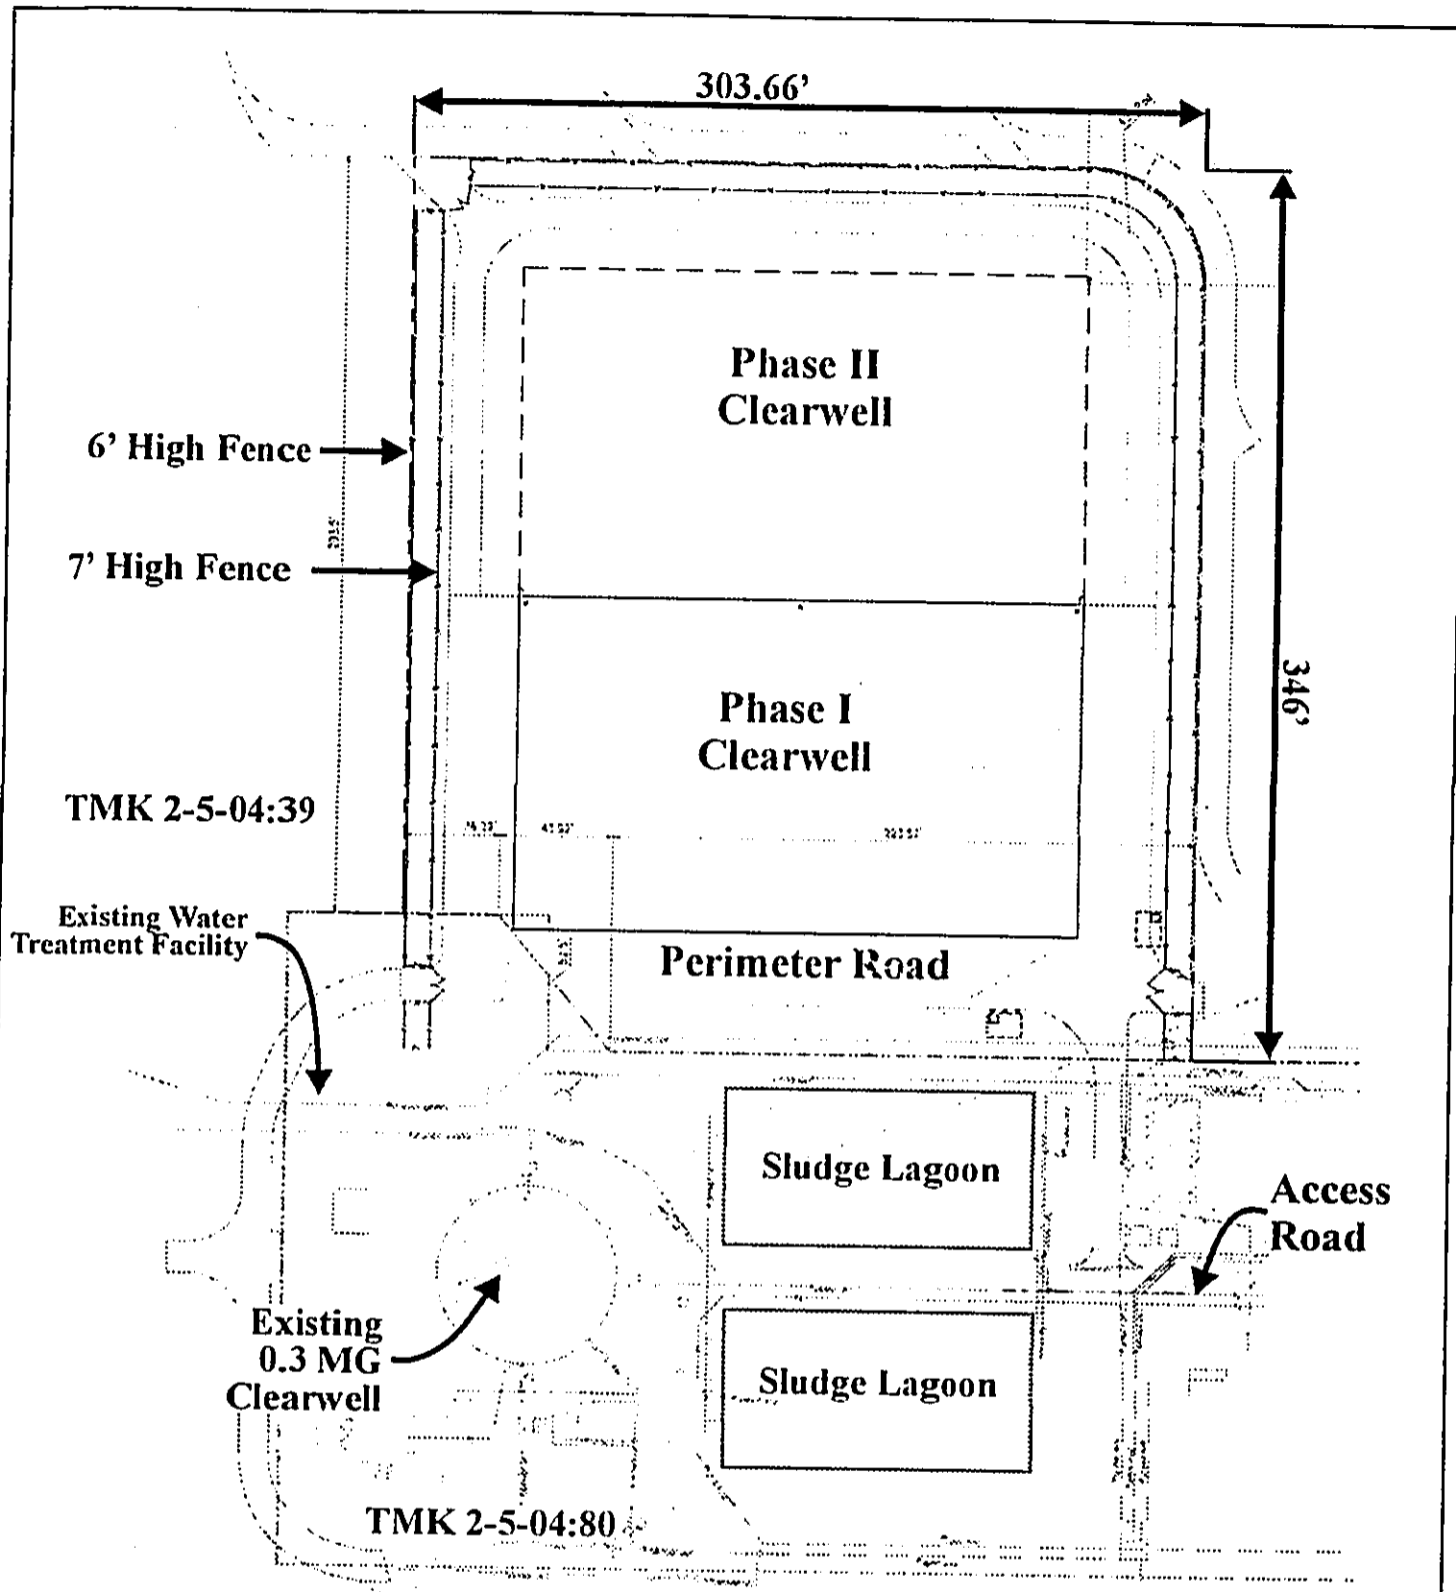 303.66’
Phase II
Clearwell
6’ High Fence
7’ High Fence
346’
Phase I
Clearwell
TMK 2-5-04:39
Existing Water
Treatment Facility
Perimeter Road
Sludge Lagoon
Access
Road
Existing
0.3 MG
Clearwell
Sludge Lagoon
TMK 2-5-04:80